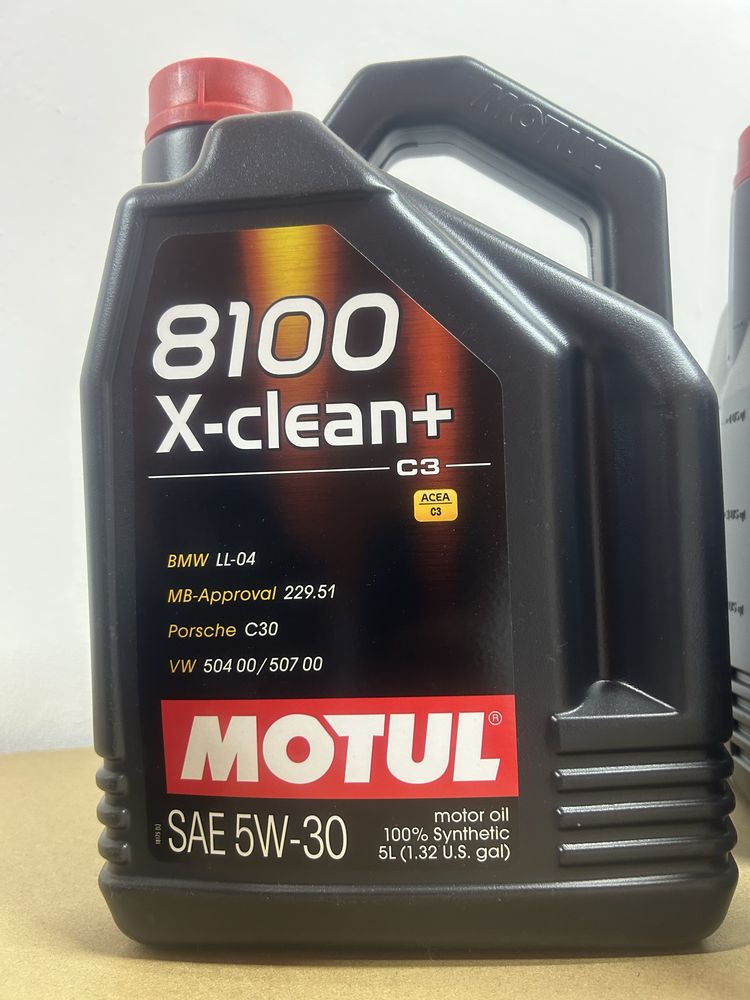 MOTUL
8100
X-clean+
C3
ACEA
C3
BMW LL-04
MB-Approval 229.51
Porsche C30
VW 504 00/507 00
MOTUL®
SAE 5W-30
motor oil
100% Synthetic
5L (1.32 U.S. gal)